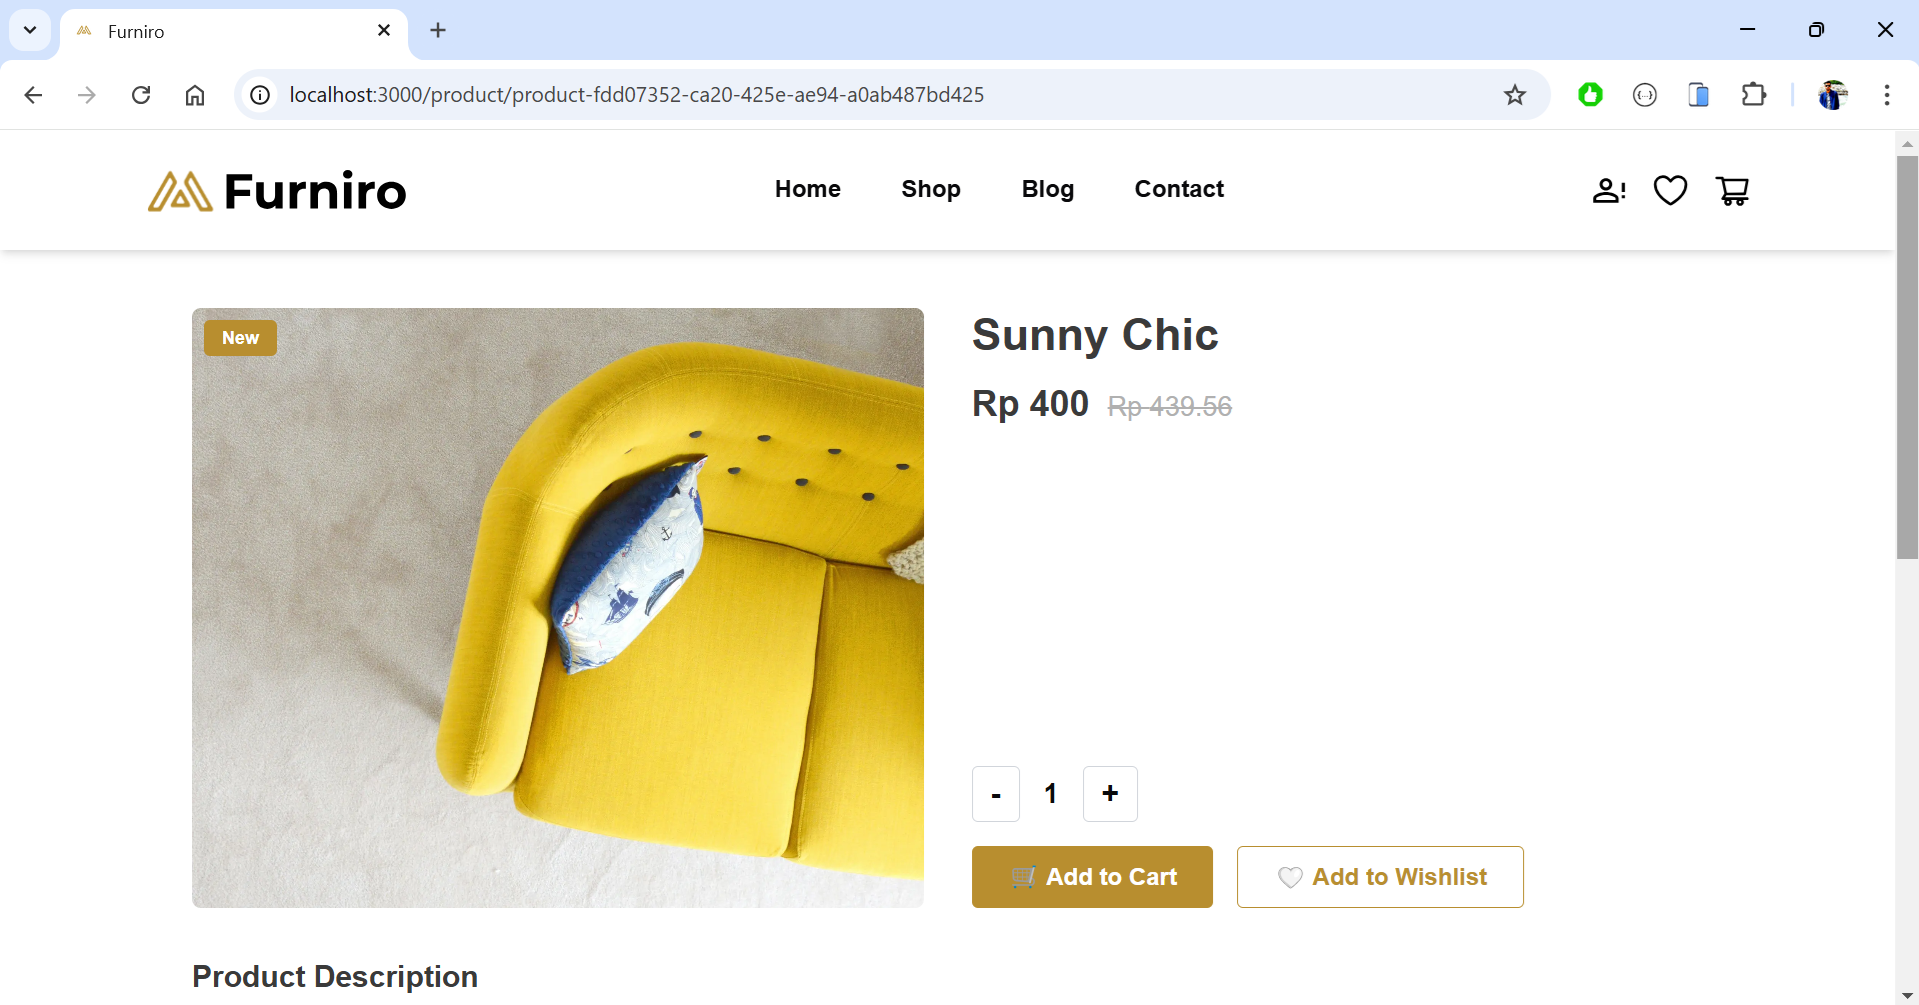 Furniro
localhost:3000/product/product-fdd07352-ca20-425e-ae94-a0ab487bd425
Furniro
Home Shop Blog Contact
New
Sunny Chic
Rp 400 Rp 439.56
- 1 +
Add to Cart Add to Wishlist
Product Description